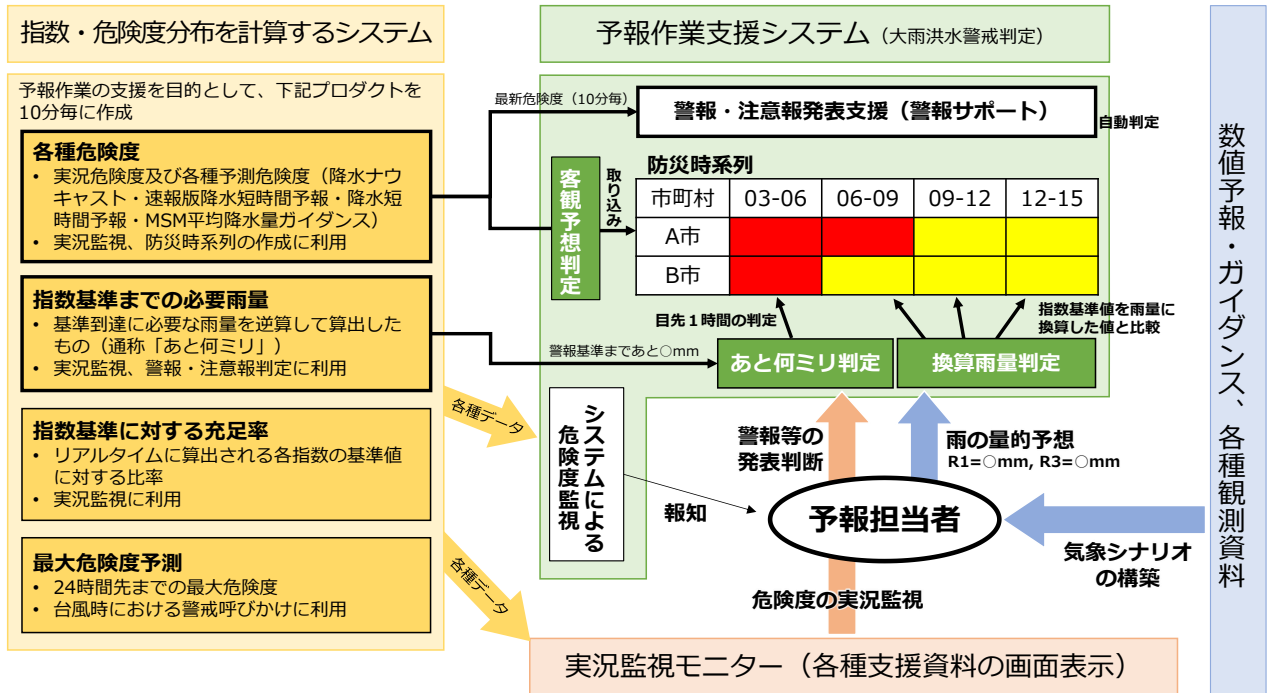 指数・危険度分布を計算するシステム
予報作業の支援を目的として、下記プロダクトを
10分毎に作成
各種危険度
• 実況危険度及び各種予測危険度（降水ナウ
キャスト・速報版降水短時間予報・降水短
時間予報・MSM平均降水量ガイダンス）
• 実況監視、防災時系列の作成に利用
指数基準までの必要雨量
• 基準到達に必要な雨量を逆算して算出した
もの（通称「あと何ミリ」）
• 実況監視、警報・注意報判定に利用
指数基準に対する充足率
• リアルタイムに算出される各指数の基準値
に対する比率
• 実況監視に利用
最大危険度予測
• 24時間先までの最大危険度
• 台風時における警戒呼びかけに利用
各種データ
各種データ
予報作業支援システム（大雨洪水警戒判定）
最新危険度（10分毎）
警報・注意報発表支援（警報サポート）
自動判定
客観予想判定
取り込み
防災時系列
市町村 03-06 06-09 09-12 12-15
A市
B市
目先１時間の判定
指数基準値を雨量に
換算した値と比較
警報基準まであと○mm
あと何ミリ判定
換算雨量判定
システムによる
危険度監視
警報等の
発表判断
雨の量的予想
R1=○mm, R3=○mm
報知
予報担当者
気象シナリオ
の構築
危険度の実況監視
実況監視モニター（各種支援資料の画面表示）
数値予報・ガイダンス、各種観測資料